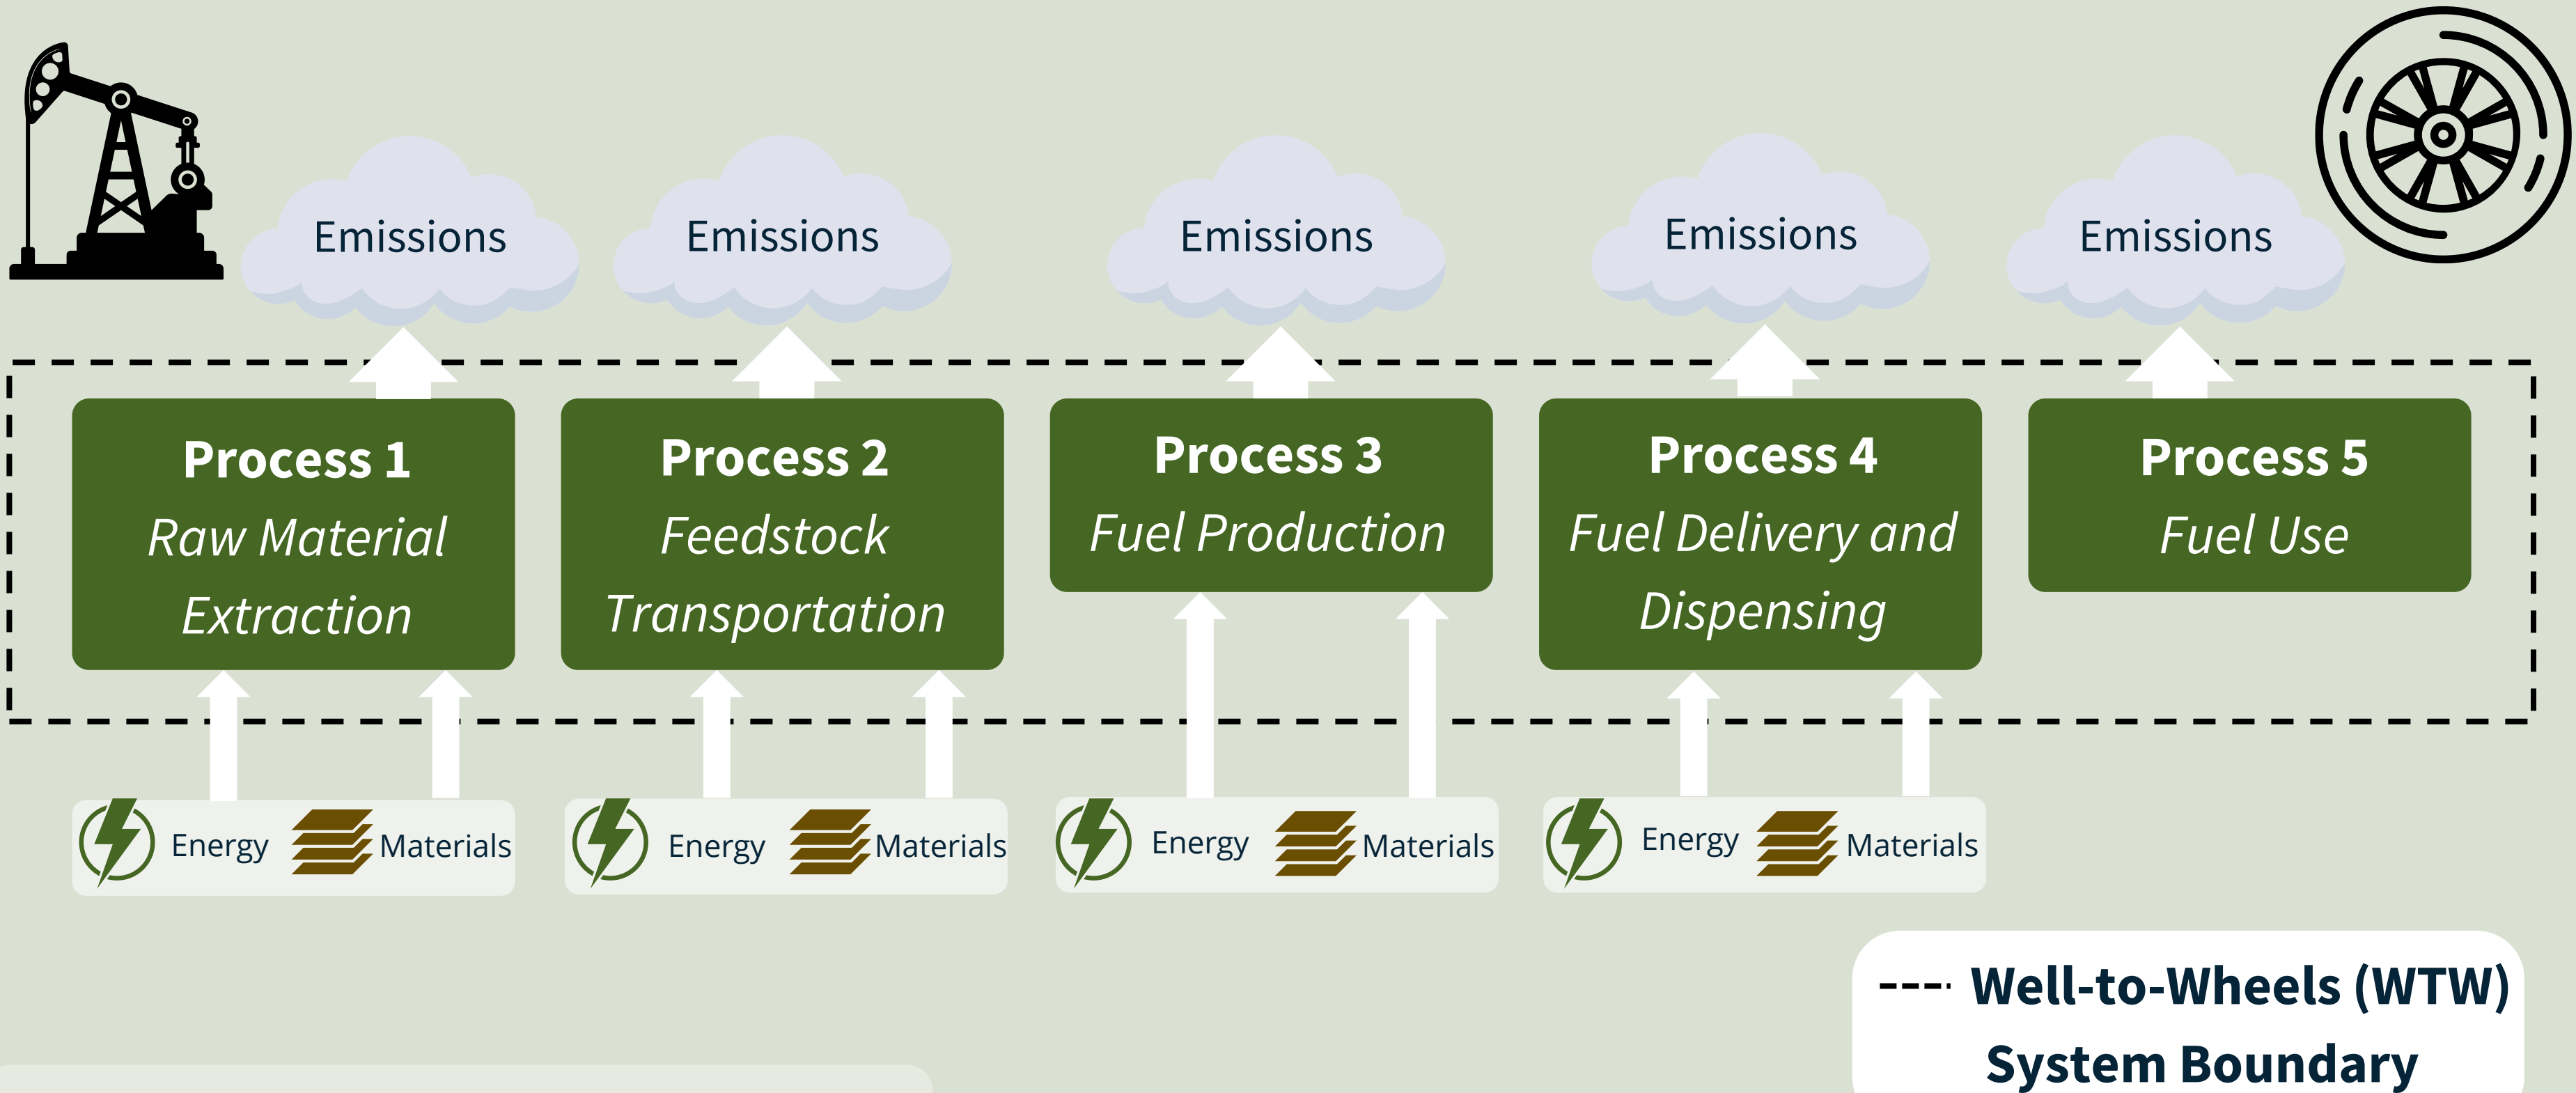 Emissions
Emissions
Emissions
Emissions
Emissions
Process 1
Raw Material
Extraction
Process 2
Feedstock
Transportation
Process 3
Fuel Production
Process 4
Fuel Delivery and
Dispensing
Process 5
Fuel Use
Energy
Materials
Energy
Materials
Energy
Materials
Energy
Materials
Well-to-Wheels (WTW)
System Boundary